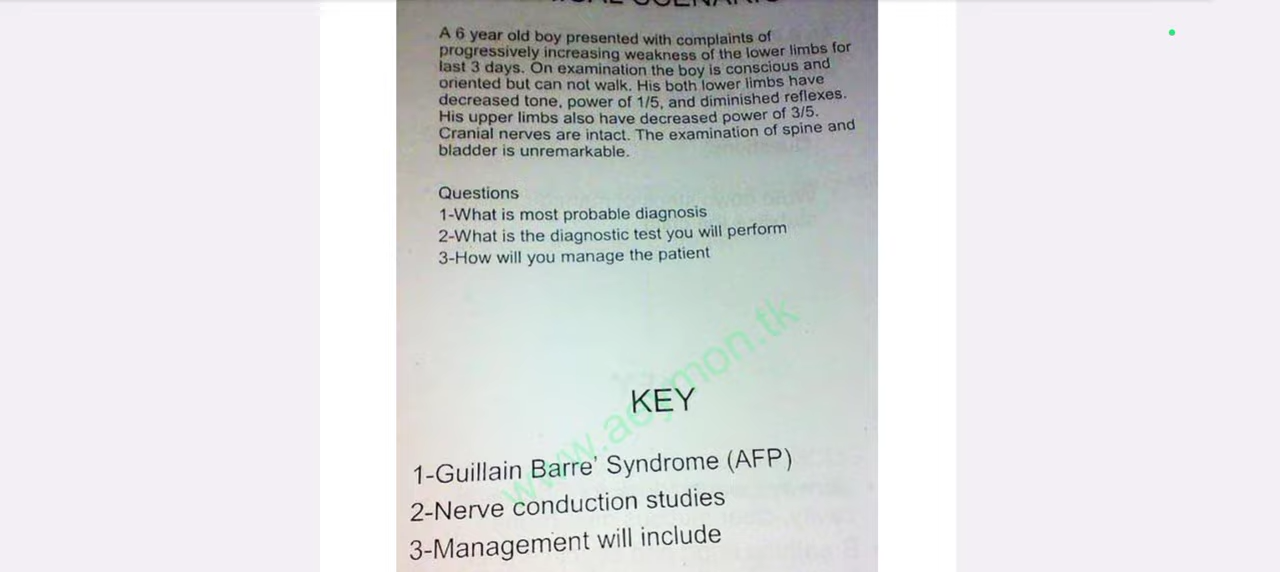 A 6 year old boy presented with complaints of
progressively increasing weakness of the lower limbs for
last 3 days. On examination the boy is conscious and
oriented but can not walk. His both lower limbs have
decreased tone, power of 1/5, and diminished reflexes.
His upper limbs also have decreased power of 3/5.
Cranial nerves are intact. The examination of spine and
bladder is unremarkable.
Questions
1-What is most probable diagnosis
2-What is the diagnostic test you will perform
3-How will you manage the patient
KEY
1-Guillain Barre' Syndrome (AFP)
2-Nerve conduction studies
3-Management will include